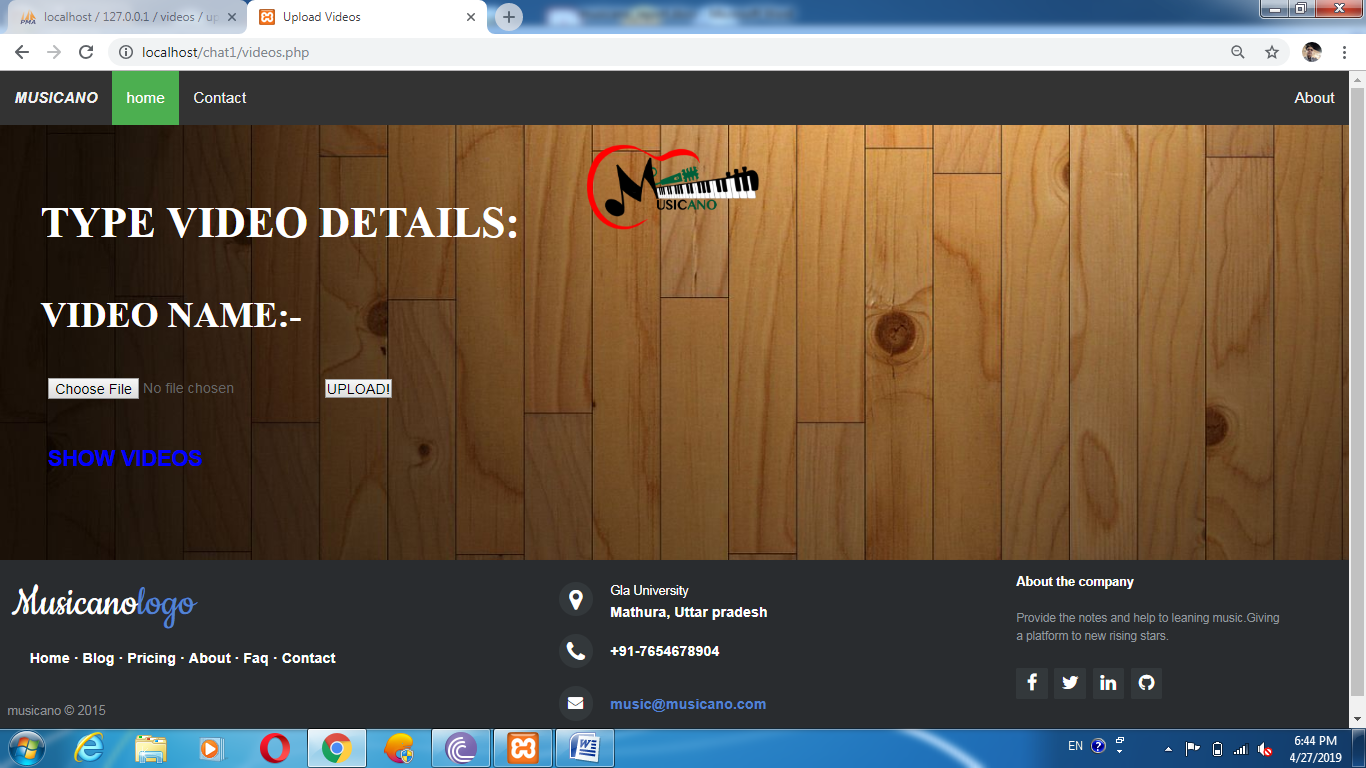 localhost / 127.0.0.1 / videos / up
Upload Videos
localhost/chat1/videos.php
MUSICANO
home
Contact
About
USICANO
TYPE VIDEO DETAILS:
VIDEO NAME:-
Choose File No file chosen
UPLOAD!
SHOW VIDEOS
Musicanologo
Home · Blog · Pricing · About · Faq · Contact
musicano © 2015
Gla University
Mathura, Uttar pradesh
+91-7654678904
music@musicano.com
About the company
Provide the notes and help to leaning music.Giving
a platform to new rising stars.
EN
6:44 PM
4/27/2019